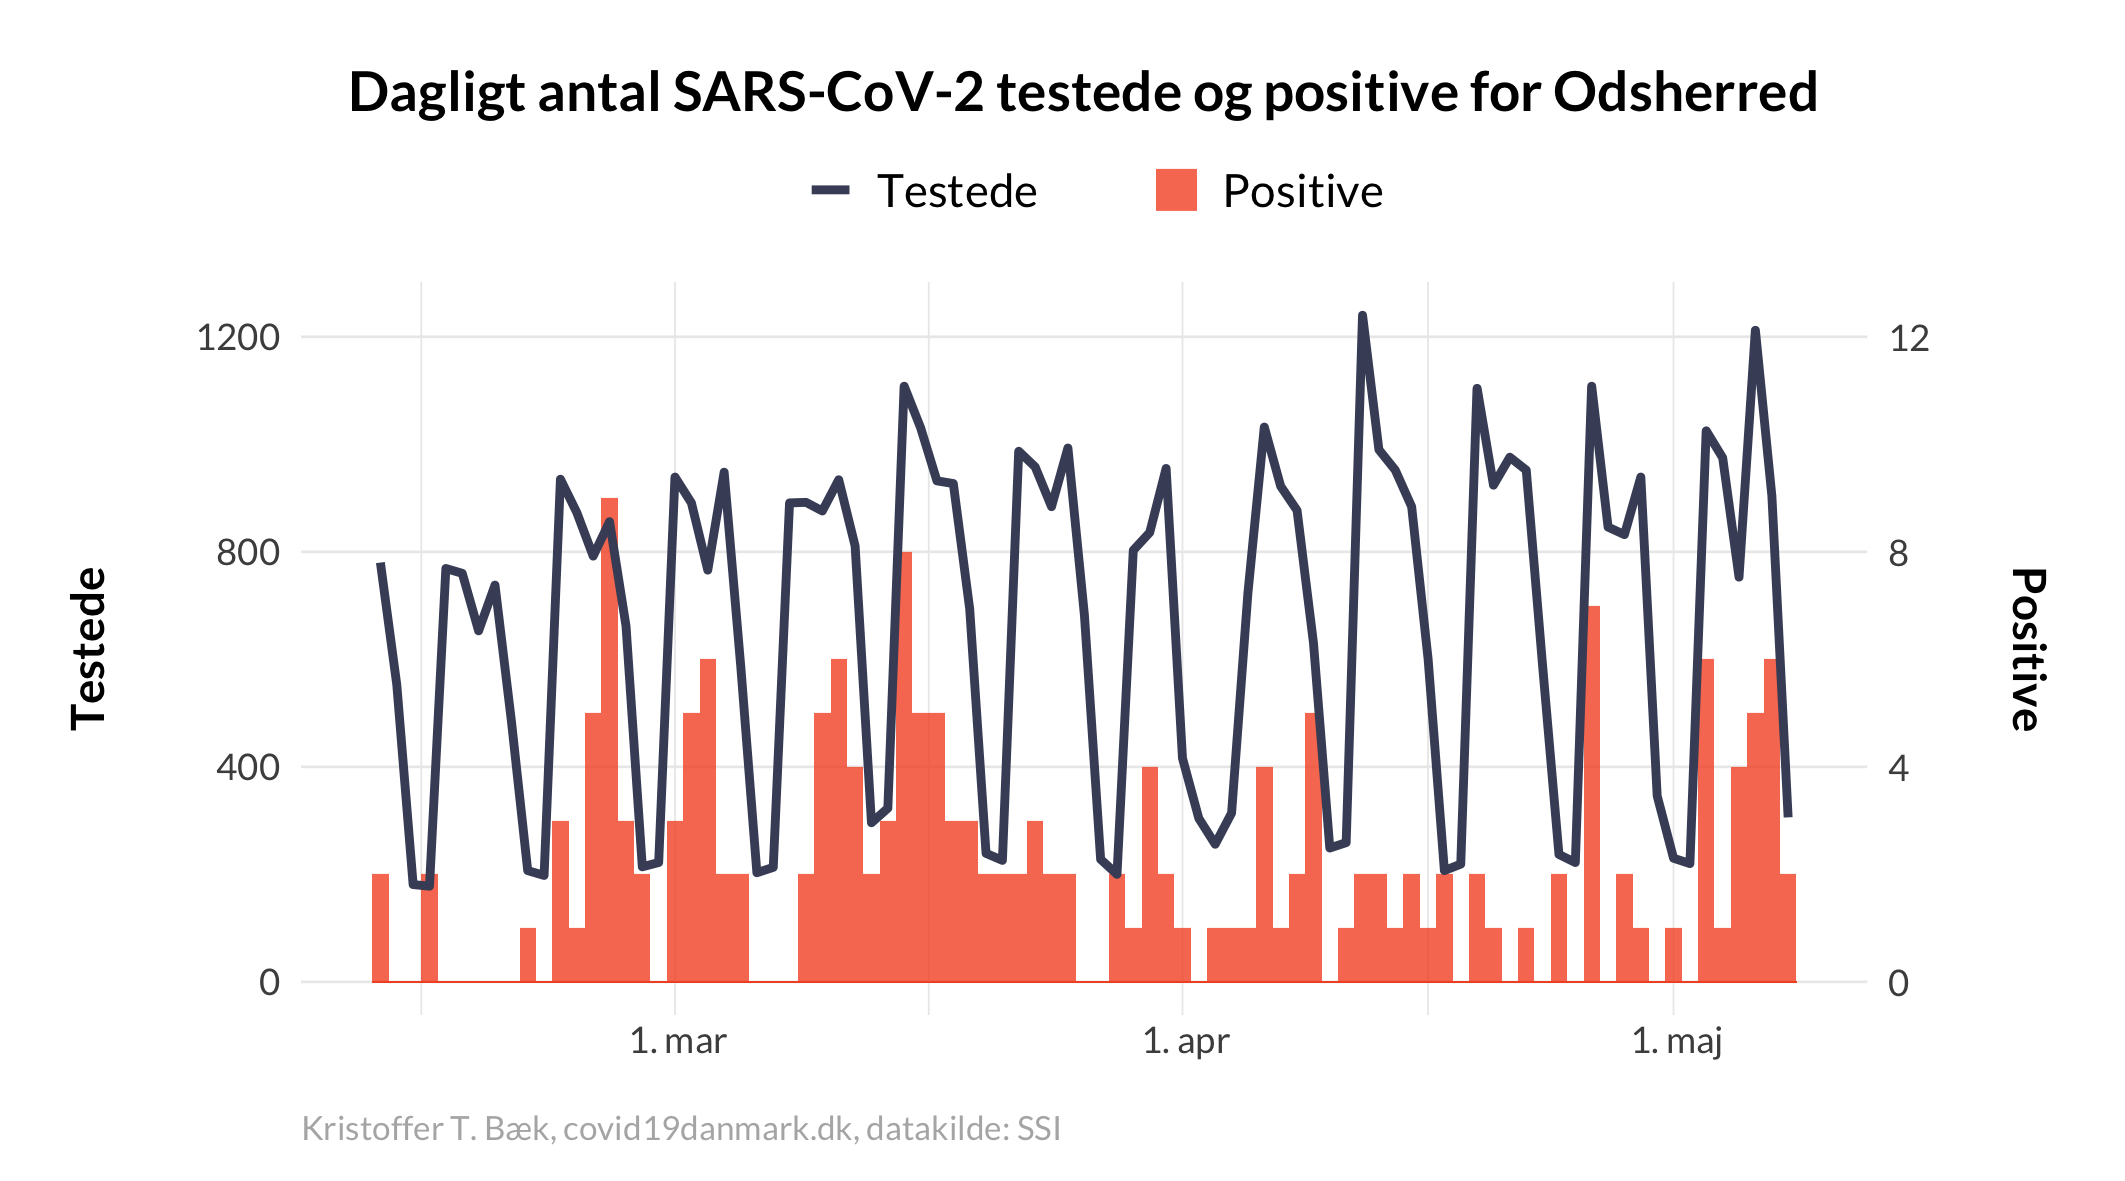 Dagligt antal SARS-CoV-2 testede og positive for Odsherred
Testede
Positive
Testede
1200
800
400
0
12
8
4
0
Positive
1. mar
1. apr
1. maj
Kristoffer T. Bæk, covid19danmark.dk, datakilde: SSI